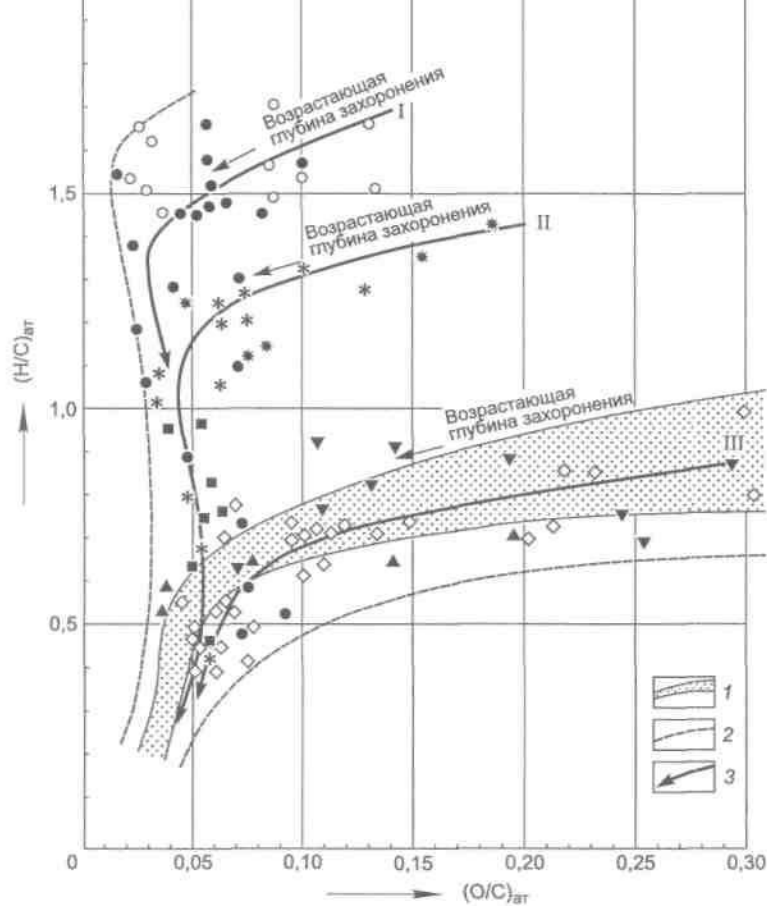 Возрастающая
глубина захоронения
I
1,5
Возрастающая
глубина захоронения
II
(H/C)ат
1,0
Возрастающая
глубина захоронения
III
0,5
1
2
3
0
0,05
0,10
0,15
0,20
0,25
0,30
(O/C)ат